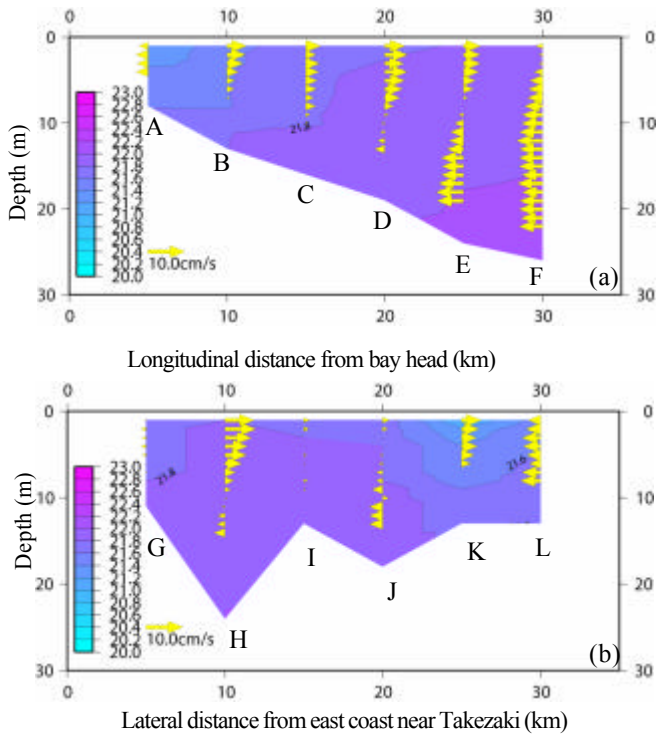 0 10 20 30
0 0
23.0
22.8
22.6
22.4
22.2
22.0
21.8
21.6
21.4
21.2
21.0
20.8
20.6
20.4
20.2
20.0
10 10
20 20
30 30
Depth (m)
A
B
21.8
C
D
E
F
10.0cm/s
(a)
0 10 20 30
Longitudinal distance from bay head (km)
0 10 20 30
0 0
23.0
22.8
22.6
22.4
22.2
22.0
21.8
21.6
21.4
21.2
21.0
20.8
20.6
20.4
20.2
20.0
10 10
20 20
30 30
Depth (m)
21.8
21.6
G
H
I
J
K
L
10.0cm/s
(b)
0 10 20 30
Lateral distance from east coast near Takezaki (km)